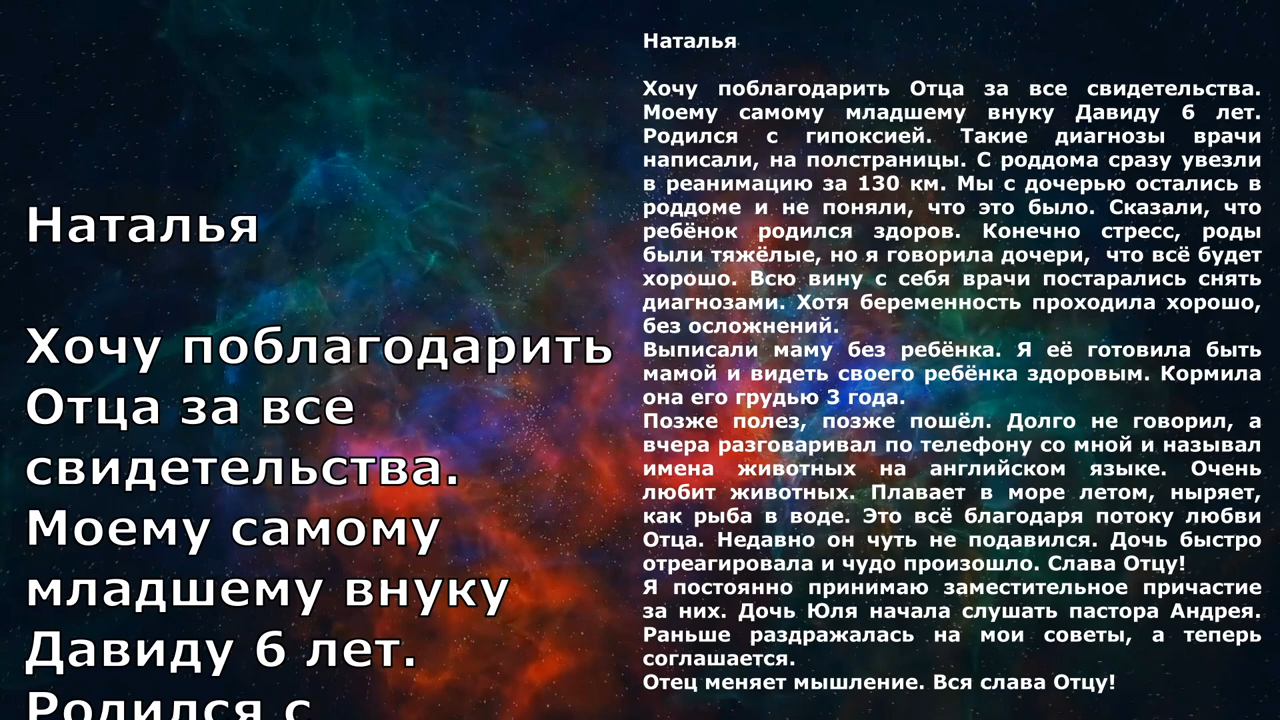 Наталья
Хочу поблагодарить
Отца за все
свидетельства.
Моему самому
младшему внуку
Давиду 6 лет.
Родился с
Наталья
Хочу поблагодарить Отца за все свидетельства.
Моему самому младшему внуку Давиду 6 лет.
Родился с гипоксией. Такие диагнозы врачи
написали, на полстраницы. С роддома сразу увезли
в реанимацию за 130 км. Мы с дочерью остались в
роддоме и не поняли, что это было. Сказали, что
ребёнок родился здоров. Конечно стресс, роды
были тяжёлые, но я говорила дочери, что всё будет
хорошо. Всю вину с себя врачи постарались снять
диагнозами. Хотя беременность проходила хорошо,
без осложнений.
Выписали маму без ребёнка. Я её готовила быть
мамой и видеть своего ребёнка здоровым. Кормила
она его грудью 3 года.
Позже полез, позже пошёл. Долго не говорил, а
вчера разговаривал по телефону со мной и называл
имена животных на английском языке. Очень
любит животных. Плавает в море летом, ныряет,
как рыба в воде. Это всё благодаря потоку любви
Отца. Недавно он чуть не подавился. Дочь быстро
отреагировала и чудо произошло. Слава Отцу!
Я постоянно принимаю заместительное причастие
за них. Дочь Юля начала слушать пастора Андрея.
Раньше раздражалась на мои советы, а теперь
соглашается.
Отец меняет мышление. Вся слава Отцу!